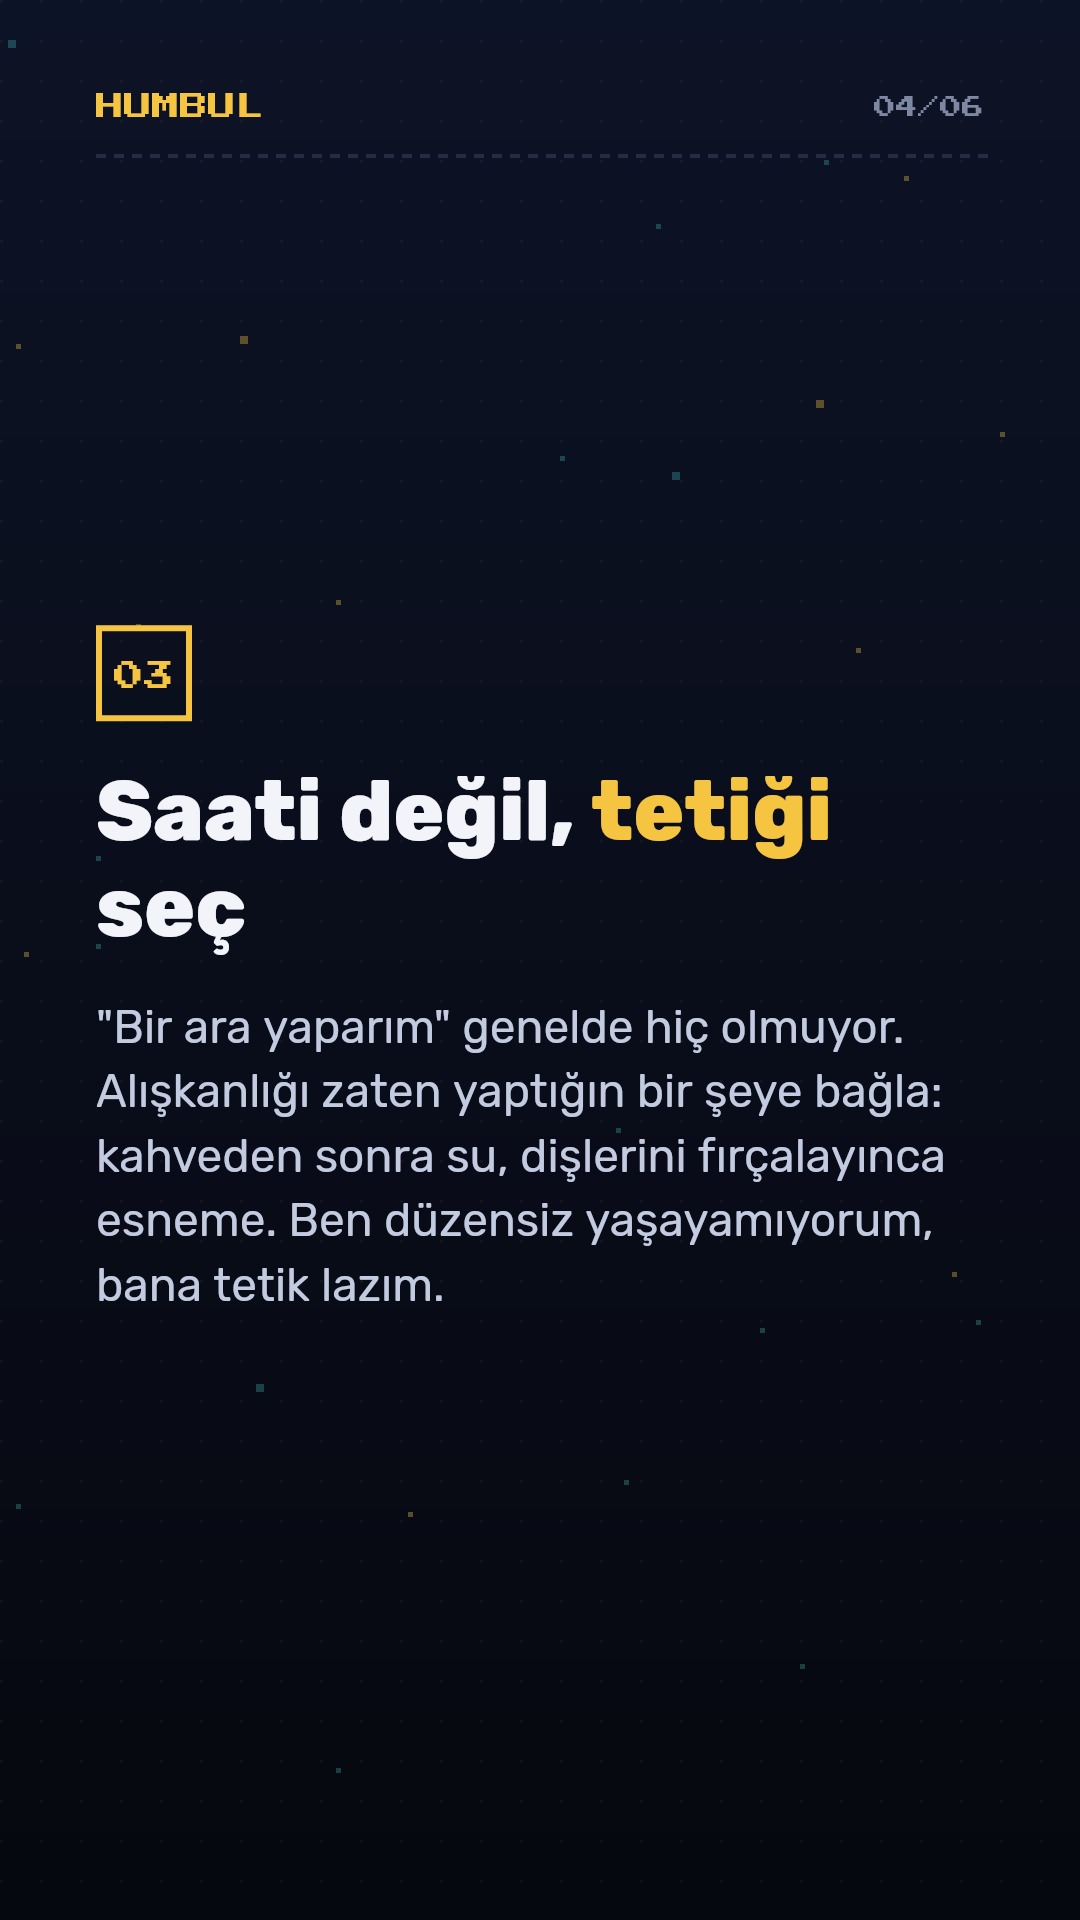 HUMBUL
04/06
03
Saati değil, tetiği
seç
"Bir ara yaparım" genelde hiç olmuyor.
Alışkanlığı zaten yaptığın bir şeye bağla:
kahveden sonra su, dişlerini fırçalayınca
esneme. Ben düzensiz yaşayamıyorum,
bana tetik lazım.